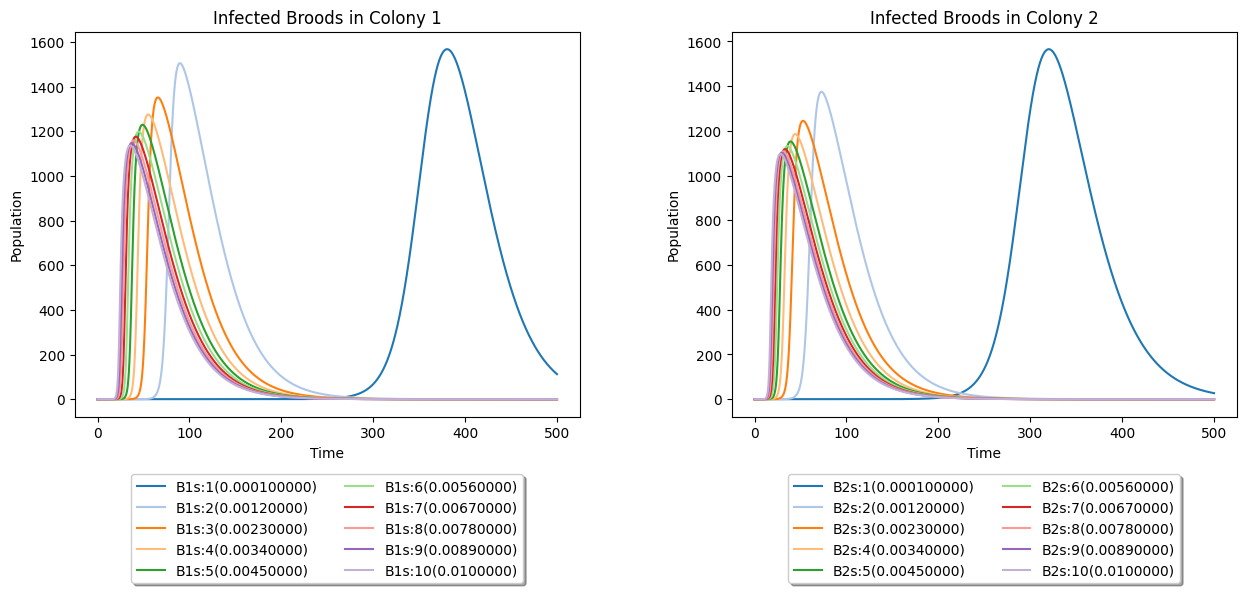 Infected Broods in Colony 1
1600
1400
1200
1000
800
600
400
200
0
Population
0 100 200 300 400 500
Time
B1s:1(0.000100000)
B1s:2(0.00120000)
B1s:3(0.00230000)
B1s:4(0.00340000)
B1s:5(0.00450000)
B1s:6(0.00560000)
B1s:7(0.00670000)
B1s:8(0.00780000)
B1s:9(0.00890000)
B1s:10(0.0100000)
Infected Broods in Colony 2
1600
1400
1200
1000
800
600
400
200
0
Population
0 100 200 300 400 500
Time
B2s:1(0.000100000)
B2s:2(0.00120000)
B2s:3(0.00230000)
B2s:4(0.00340000)
B2s:5(0.00450000)
B2s:6(0.00560000)
B2s:7(0.00670000)
B2s:8(0.00780000)
B2s:9(0.00890000)
B2s:10(0.0100000)